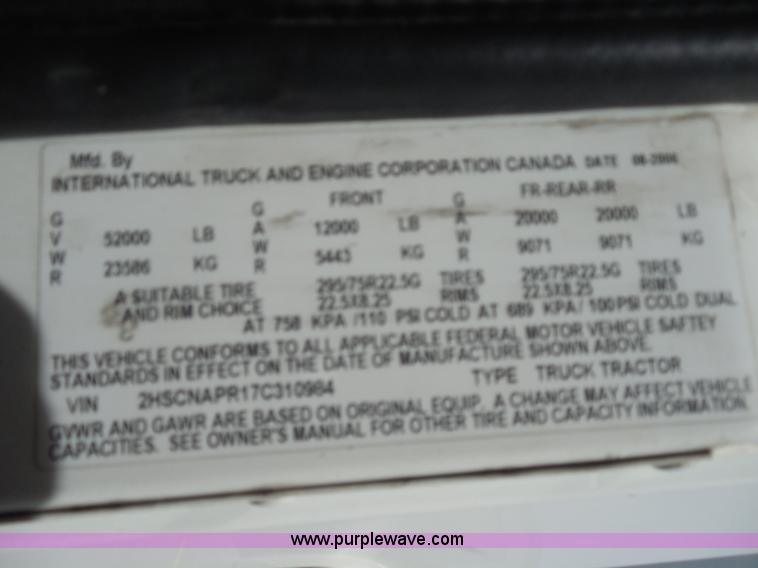 Mfd. By
INTERNATIONAL TRUCK AND ENGINE CORPORATION CANADA DATE 08-2006
G V W R 52000 LB 23586 KG
G A W R FRONT 12000 LB 5443 KG
G A W R FR-REAR-RR 20000 20000 LB 9071 9071 KG
A SUITABLE TIRE 295/75R22.5G TIRES 295/75R22.5G TIRES
AND RIM CHOICE 22.5X8.25 RIMS 22.5X8.25 RIMS
AT 758 KPA /110 PSI COLD AT 689 KPA/ 100PSI COLD DUAL
THIS VEHICLE CONFORMS TO ALL APPLICABLE FEDERAL MOTOR VEHICLE SAFTEY
STANDARDS IN EFFECT ON THE DATE OF MANUFACTURE SHOWN ABOVE.
VIN 2HSCNAPR17C310984 TYPE TRUCK TRACTOR
GVWR AND GAWR ARE BASED ON ORIGINAL EQUIP. A CHANGE MAY AFFECT VEHICLE
CAPACITIES. SEE OWNER'S MANUAL FOR OTHER TIRE AND CAPACITY INFORMATION.
www.purplewave.com